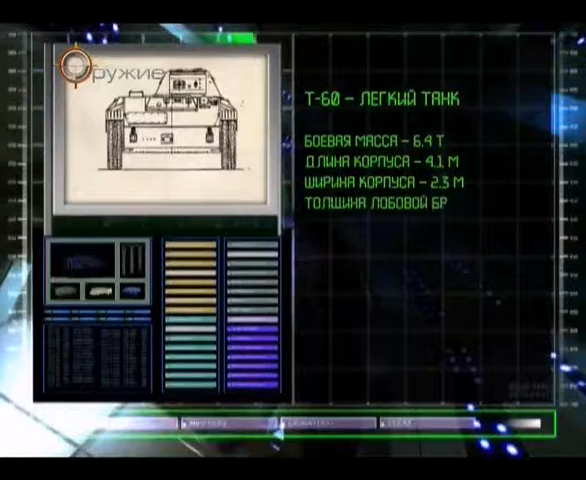 Оружие
Т-60 – ЛЕГКИЙ ТАНК
БОЕВАЯ МАССА – 6.4 Т
ДЛИНА КОРПУСА – 4.1 М
ШИРИНА КОРПУСА – 2.3 М
ТОЛЩИНА ЛОБОВОЙ БР